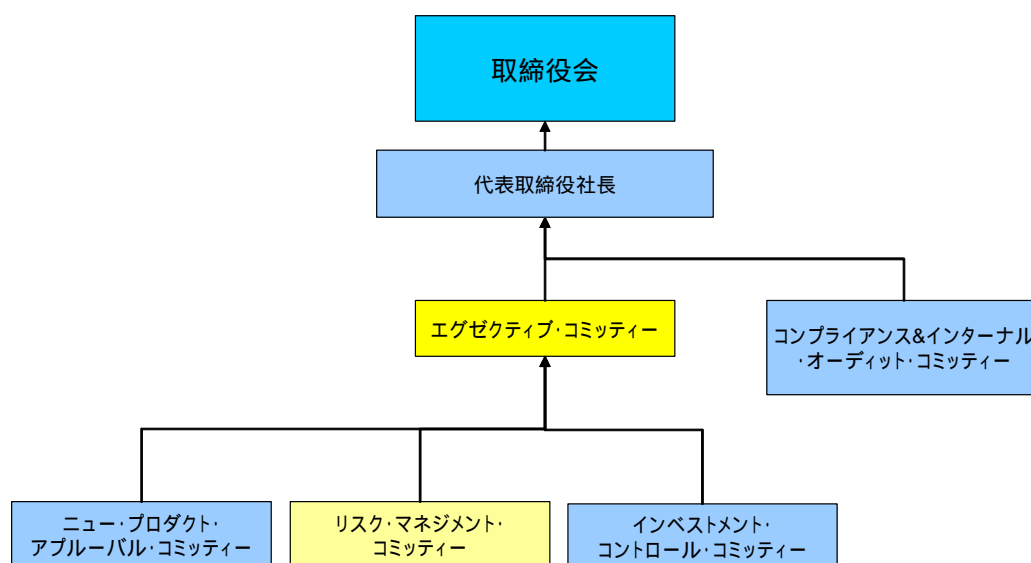 取締役会
代表取締役社長
エグゼクティブ・コミッティー
コンプライアンス&インターナル
・オーディット・コミッティー
ニュー・プロダクト・
アプルーバル・コミッティー
リスク・マネジメント・
コミッティー
インベストメント・
コントロール・コミッティー